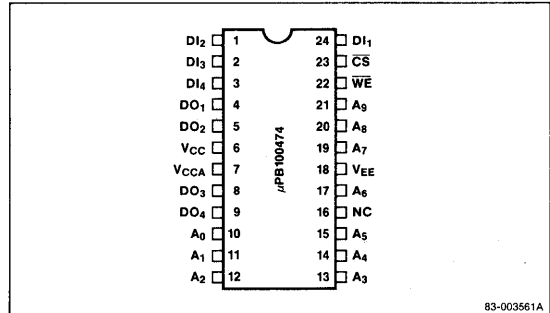 DI₂ 1 24 DI₁
DI₃ 2 23 C̅S̅
DI₄ 3 22 W̅E̅
DO₁ 4 21 A₉
DO₂ 5 20 A₈
VCC 6 19 A₇
VCCA 7 18 VEE
DO₃ 8 17 A₆
DO₄ 9 16 NC
A₀ 10 15 A₅
A₁ 11 14 A₄
A₂ 12 13 A₃
μPB100474
83-003561A